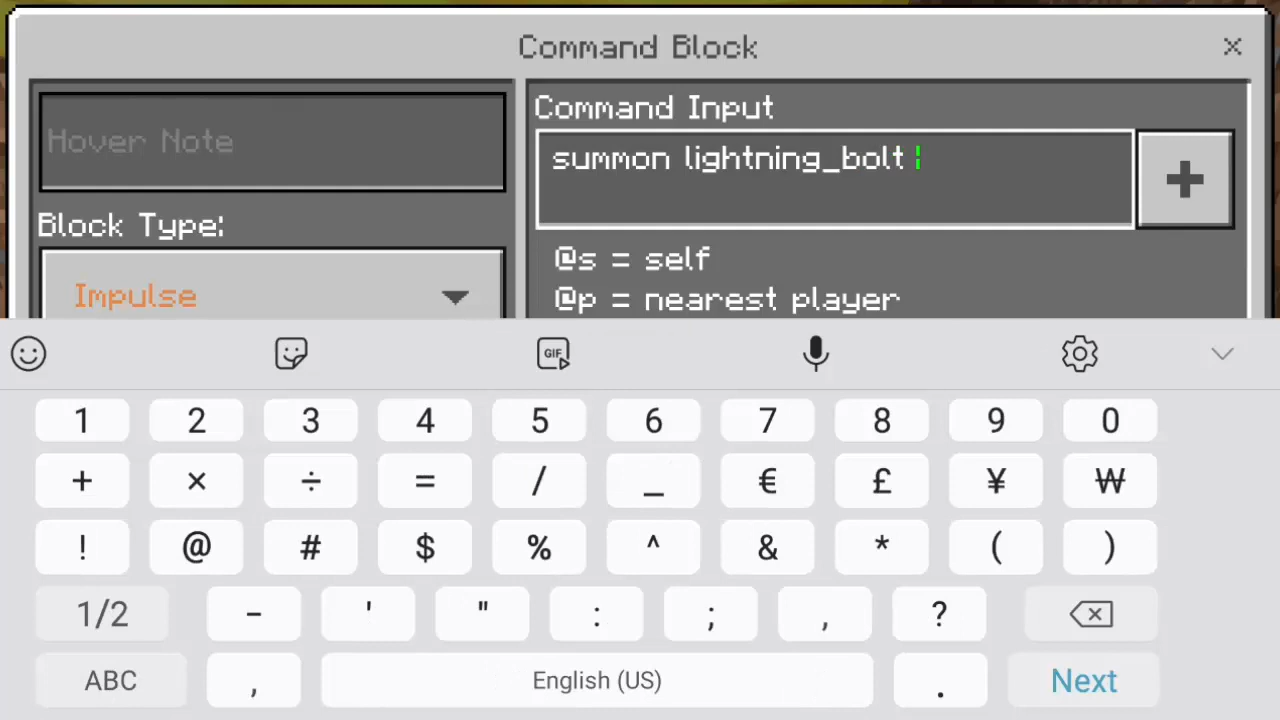 Command Block
Hover Note
Command Input
summon lightning_bolt
Block Type:
@s = self
Impulse
@p = nearest player
GIF
1 2 3 4 5 6 7 8 9 0
+ × ÷ = / _ € £ ¥ ₩
! @ # $ % ^ & * ( )
1/2 - ' " : ; , ?
ABC , English (US) . Next